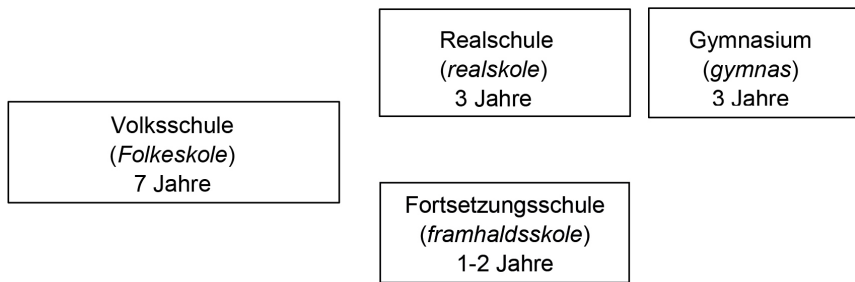 Realschule
(realskole)
3 Jahre
Gymnasium
(gymnas)
3 Jahre
Volksschule
(Folkeskole)
7 Jahre
Fortsetzungsschule
(framhaldsskole)
1-2 Jahre